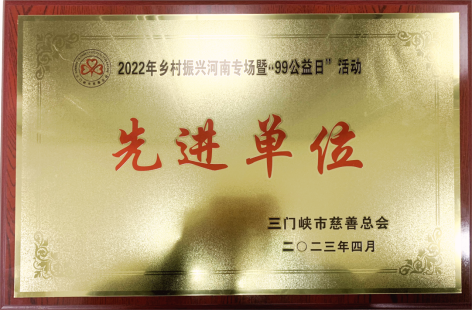 2022年乡村振兴河南专场暨“99公益日”活动
先进单位
三门峡市慈善总会
二〇二三年四月